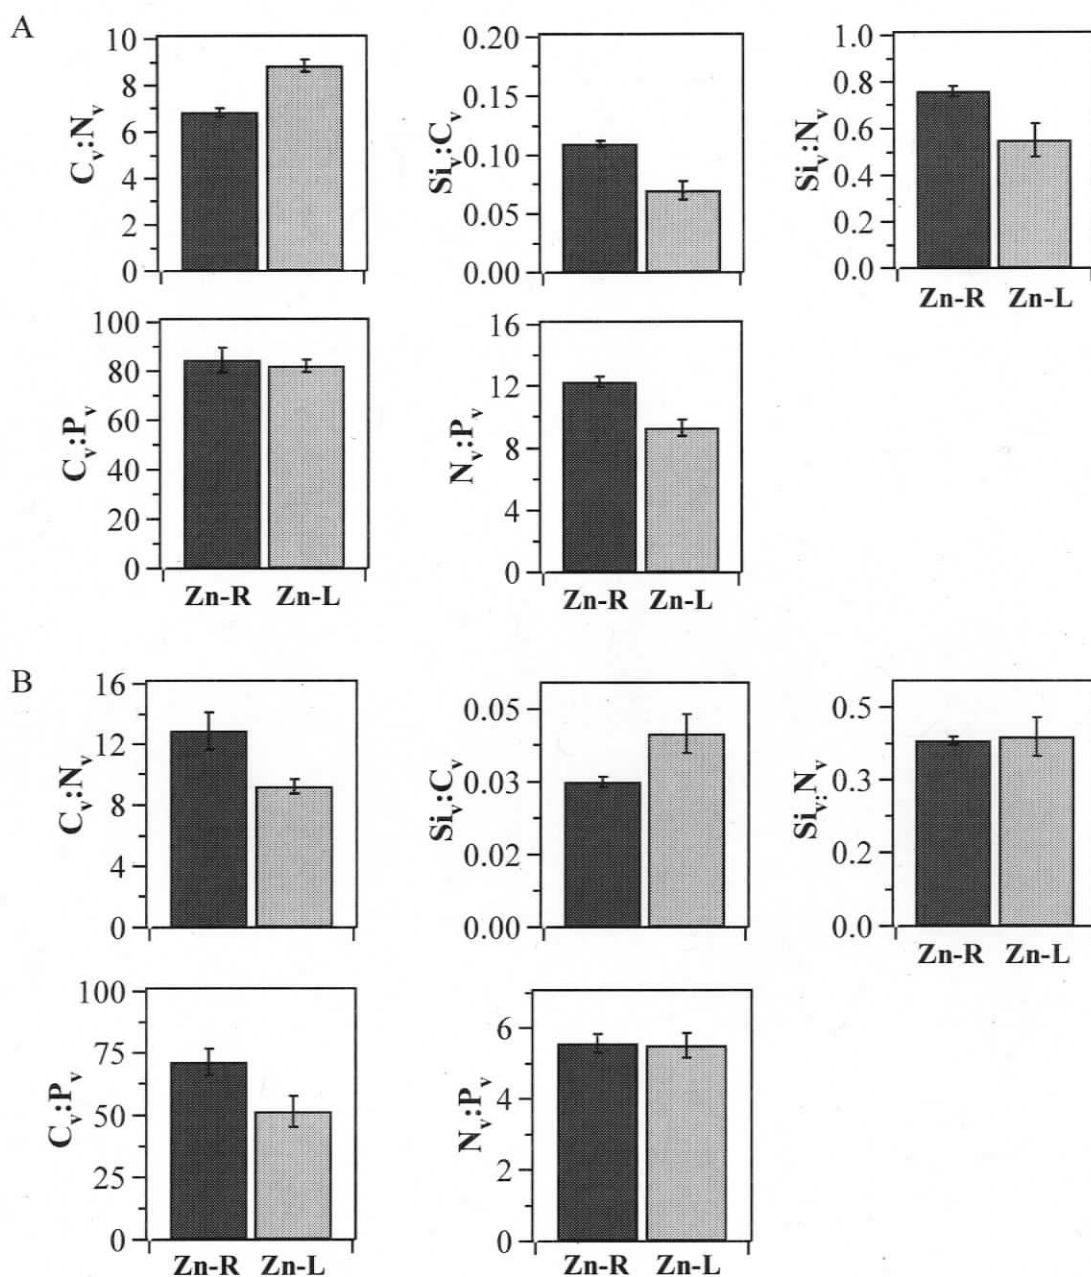 A
10
8
6
4
2
0
Cv:Nv
0.20
0.15
0.10
0.05
0.00
Siv:Cv
1.0
0.8
0.6
0.4
0.2
0.0
Siv:Nv
Zn-R Zn-L
100
80
60
40
20
0
Cv:Pv
Zn-R Zn-L
16
12
8
4
0
Nv:Pv
Zn-R Zn-L
B
16
12
8
4
0
Cv:Nv
0.05
0.03
0.02
0.00
Siv:Cv
0.5
0.3
0.2
0.0
Siv:Nv
Zn-R Zn-L
100
75
50
25
0
Cv:Pv
Zn-R Zn-L
6
4
2
0
Nv:Pv
Zn-R Zn-L